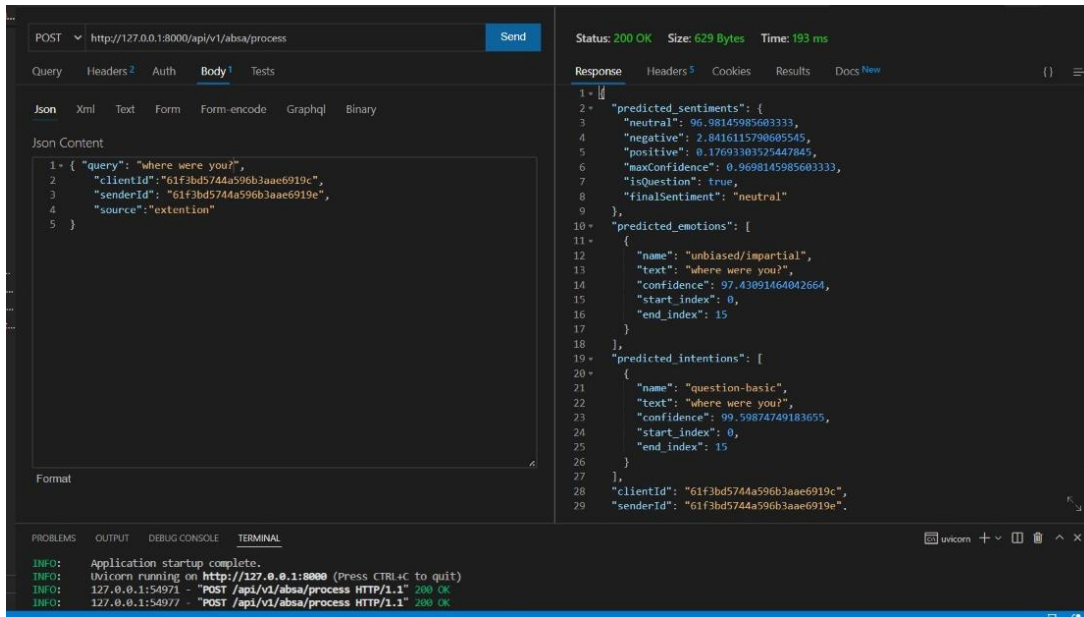 POST http://127.0.0.1:8000/api/v1/absa/process Send
Query Headers 2 Auth Body 1 Tests
Json Xml Text Form Form-encode Graphql Binary
Json Content
1 { "query": "where were you?",
2 "clientId":"61f3bd5744a596b3aae6919c",
3 "senderId": "61f3bd5744a596b3aae6919e",
4 "source":"extention"
5 }
Format
Status: 200 OK Size: 629 Bytes Time: 193 ms
Response Headers 5 Cookies Results Docs New {}
1 {
2 "predicted_sentiments": {
3 "neutral": 96.98145985603333,
4 "negative": 2.8416115790605545,
5 "positive": 0.17693303525447845,
6 "maxConfidence": 0.9698145985603333,
7 "isQuestion": true,
8 "finalSentiment": "neutral"
9 },
10 "predicted_emotions": [
11 {
12 "name": "unbiased/impartial",
13 "text": "where were you?",
14 "confidence": 97.43091464042664,
15 "start_index": 0,
16 "end_index": 15
17 }
18 ],
19 "predicted_intentions": [
20 {
21 "name": "question-basic",
22 "text": "where were you?",
23 "confidence": 99.59874749183655,
24 "start_index": 0,
25 "end_index": 15
26 }
27 ],
28 "clientId": "61f3bd5744a596b3aae6919c",
29 "senderId": "61f3bd5744a596b3aae6919e",
PROBLEMS OUTPUT DEBUG CONSOLE TERMINAL uvicorn
INFO: Application startup complete.
INFO: Uvicorn running on http://127.0.0.1:8000 (Press CTRL+C to quit)
INFO: 127.0.0.1:54971 - "POST /api/v1/absa/process HTTP/1.1" 200 OK
INFO: 127.0.0.1:54977 - "POST /api/v1/absa/process HTTP/1.1" 200 OK